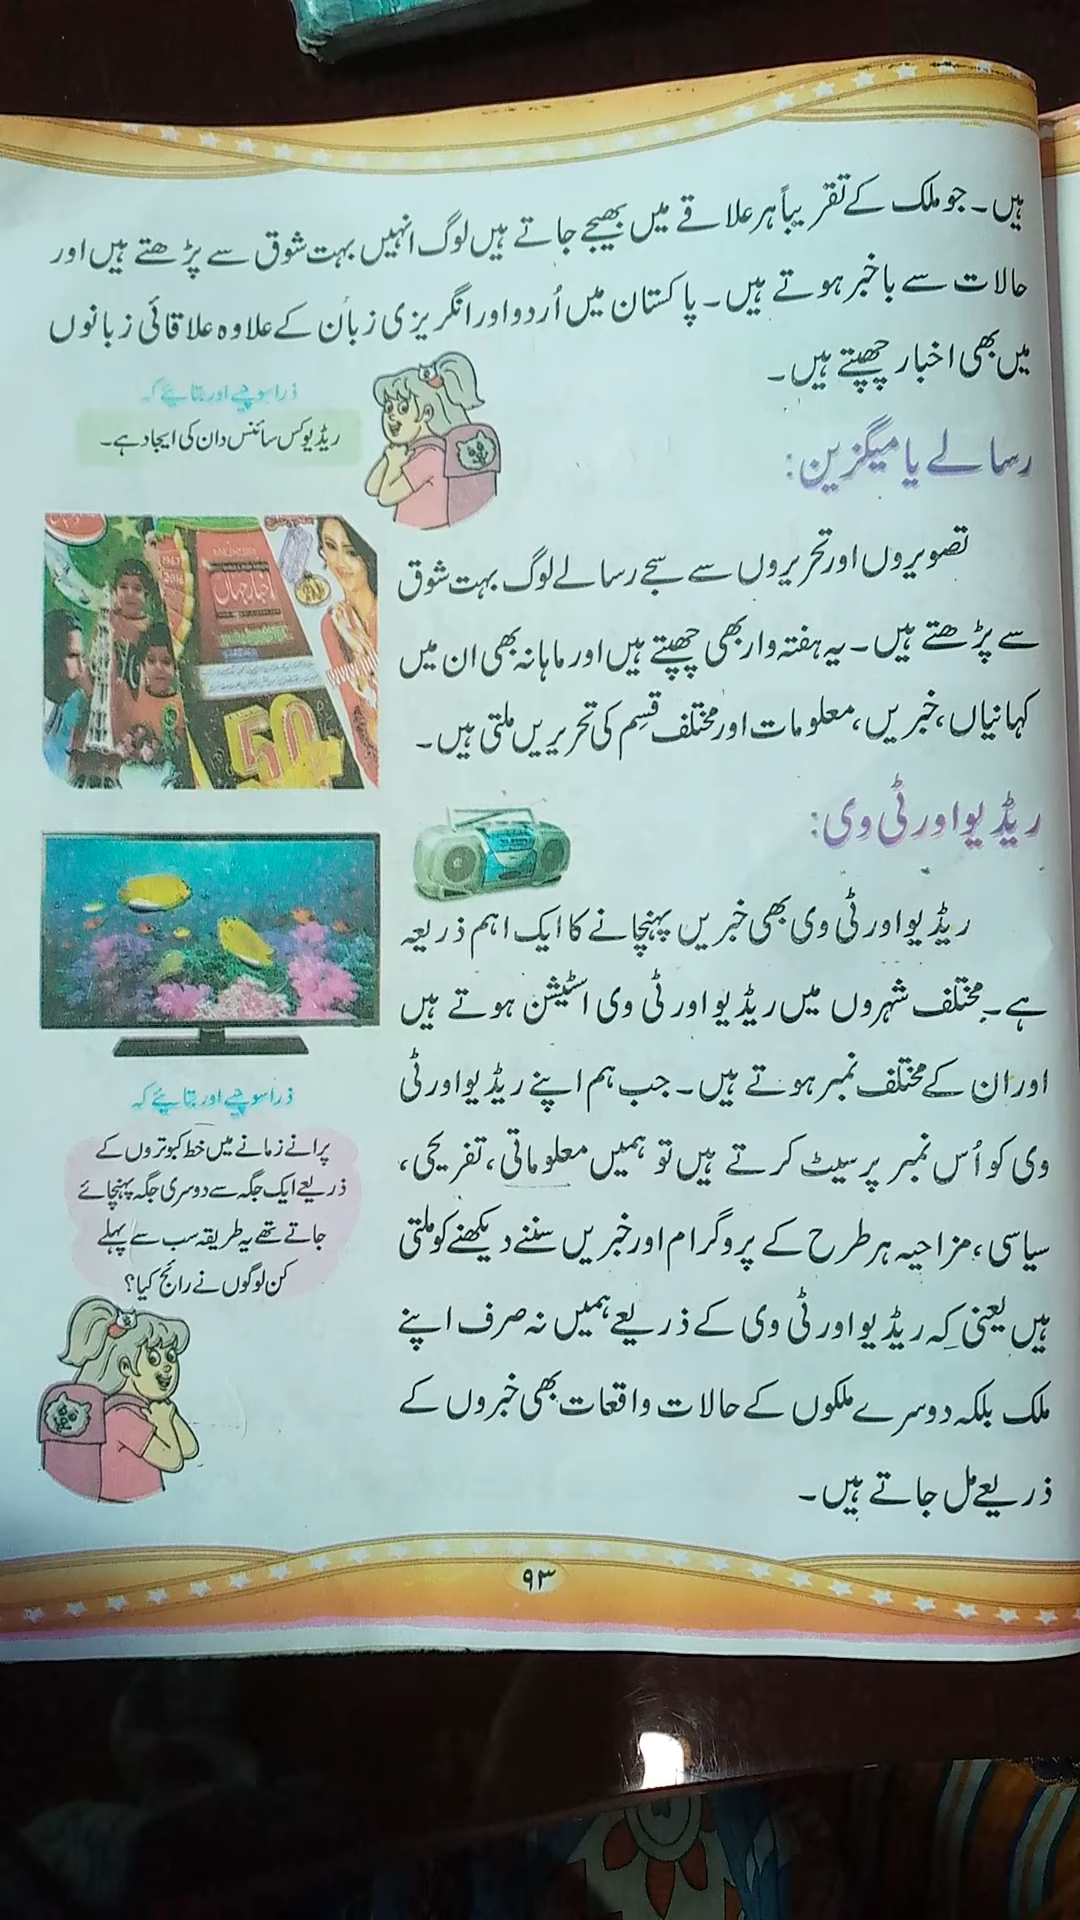 ہیں۔ جو ملک کے تقریباً ہر علاقے میں بھیجے جاتے ہیں لوگ انہیں بہت شوق سے پڑھتے ہیں اور
حالات سے باخبر ہوتے ہیں۔ پاکستان میں اُردو اور انگریزی زبان کے علاوہ علاقائی زبانوں
میں بھی اخبار چھپتے ہیں۔
ذرا سوچیے اور بتائیے کہ۔
ریڈیو کس سائنس دان کی ایجاد ہے۔
رسالے یا میگزین:
تصویروں اور تحریروں سے سجے رسالے لوگ بہت شوق
سے پڑھتے ہیں۔ یہ ہفتہ وار بھی چھپتے ہیں اور ماہانہ بھی ان میں
کہانیاں، خبریں، معلومات اور مختلف قسم کی تحریریں ملتی ہیں۔
اخبار جہاں
1967
2016
50
ریڈیو اور ٹی وی:
ریڈیو اور ٹی وی بھی خبریں پہنچانے کا ایک اہم ذریعہ
ہے۔ مختلف شہروں میں ریڈیو اور ٹی وی اسٹیشن ہوتے ہیں
اور ان کے مختلف نمبر ہوتے ہیں۔ جب ہم اپنے ریڈیو اور ٹی
وی کو اُس نمبر پر سیٹ کرتے ہیں تو ہمیں معلوماتی، تفریحی،
سیاسی، مزاحیہ ہر طرح کے پروگرام اور خبریں سننے دیکھنے کو ملتی
ہیں یعنی کہ ریڈیو اور ٹی وی کے ذریعے ہمیں نہ صرف اپنے
ملک بلکہ دوسرے ملکوں کے حالات واقعات بھی خبروں کے
ذریعے مل جاتے ہیں۔
ذرا سوچیے اور بتائیے کہ
پرانے زمانے میں خط کبوتروں کے
ذریعے ایک جگہ سے دوسری جگہ پہنچائے
جاتے تھے یہ طریقہ سب سے پہلے
کن لوگوں نے رائج کیا؟
۹۳